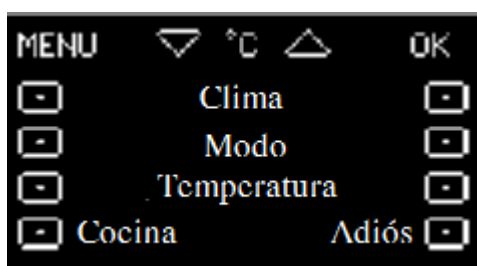 MENU °C OK
Clima
Modo
Temperatura
Cocina Adiós